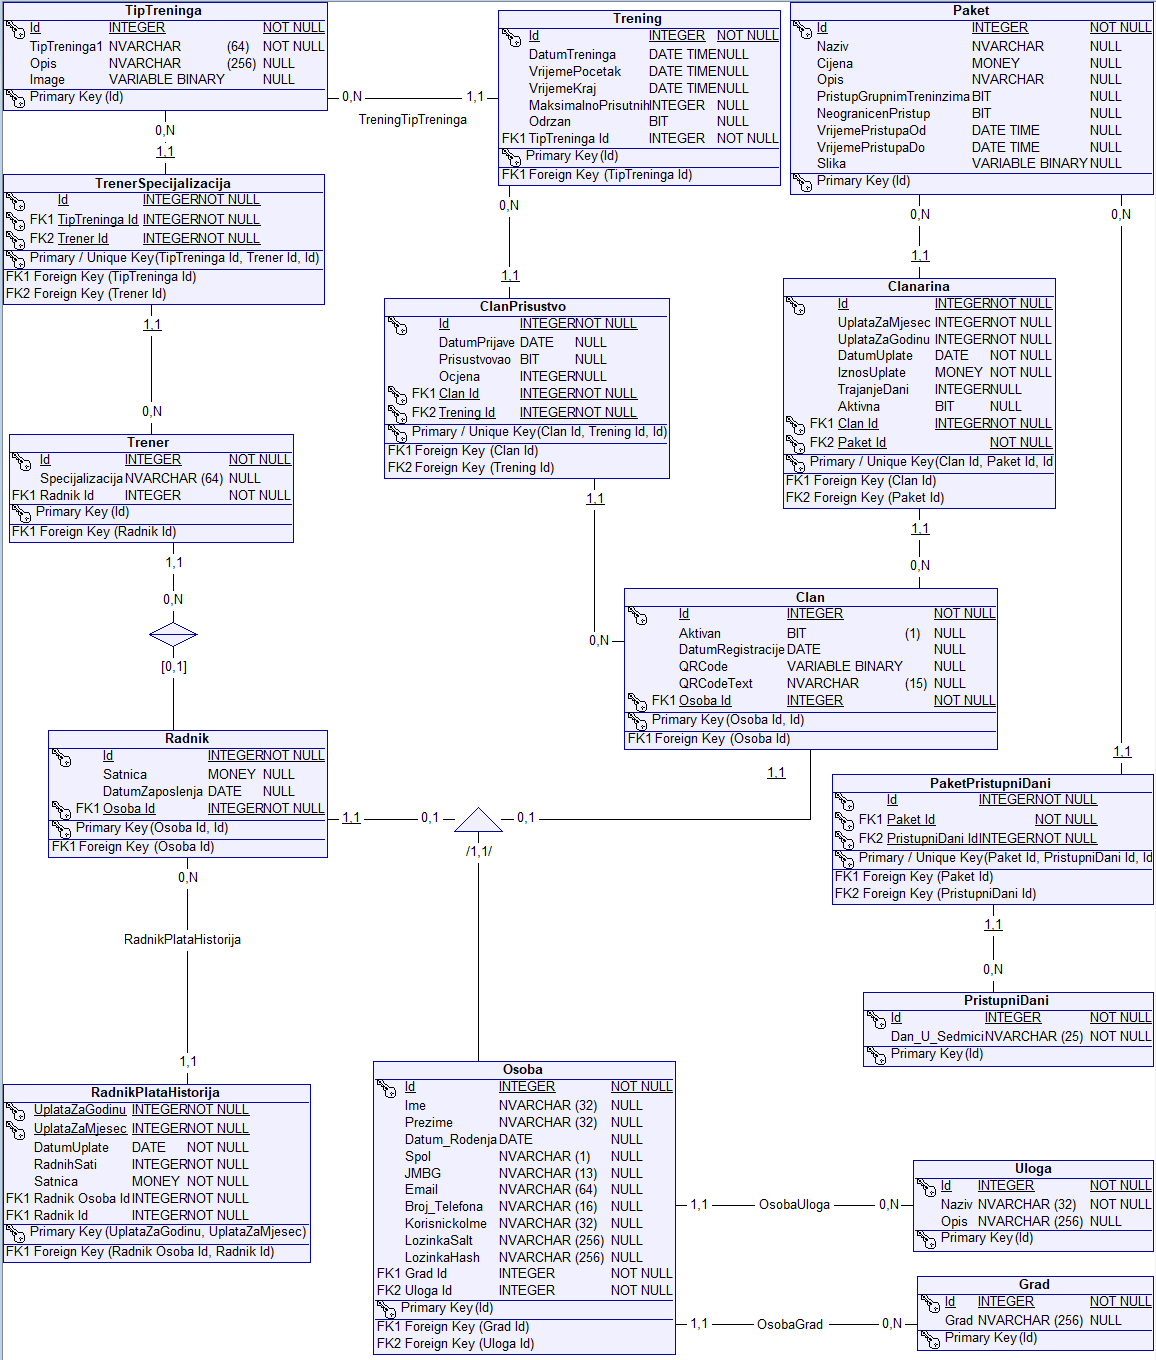 TipTreninga
Id INTEGER NOT NULL
TipTreninga1 NVARCHAR (64) NOT NULL
Opis NVARCHAR (256) NULL
Image VARIABLE BINARY NULL
Primary Key (Id)
0,N
1,1
0,N
1,1
TreningTipTreninga
Trening
Id INTEGER NOT NULL
DatumTreninga DATE TIME NULL
VrijemePocetak DATE TIME NULL
VrijemeKraj DATE TIME NULL
MaksimalnoPrisutnih INTEGER NULL
Odrzan BIT NULL
FK1 TipTreninga Id INTEGER NOT NULL
Primary Key (Id)
FK1 Foreign Key (TipTreninga Id)
0,N
1,1
Paket
Id INTEGER NOT NULL
Naziv NVARCHAR NULL
Cijena MONEY NULL
Opis NVARCHAR NULL
PristupGrupnimTreninzima BIT NULL
NeogranicenPristup BIT NULL
VrijemePristupaOd DATE TIME NULL
VrijemePristupaDo DATE TIME NULL
Slika VARIABLE BINARY NULL
Primary Key (Id)
0,N
1,1
0,N
1,1
TrenerSpecijalizacija
Id INTEGER NOT NULL
FK1 TipTreninga Id INTEGER NOT NULL
FK2 Trener Id INTEGER NOT NULL
Primary / Unique Key (TipTreninga Id, Trener Id, Id)
FK1 Foreign Key (TipTreninga Id)
FK2 Foreign Key (Trener Id)
1,1
0,N
ClanPrisustvo
Id INTEGER NOT NULL
DatumPrijave DATE NULL
Prisustvovao BIT NULL
Ocjena INTEGER NULL
FK1 Clan Id INTEGER NOT NULL
FK2 Trening Id INTEGER NOT NULL
Primary / Unique Key (Clan Id, Trening Id, Id)
FK1 Foreign Key (Clan Id)
FK2 Foreign Key (Trening Id)
1,1
0,N
Clanarina
Id INTEGER NOT NULL
UplataZaMjesec INTEGER NOT NULL
UplataZaGodinu INTEGER NOT NULL
DatumUplate DATE NOT NULL
IznosUplate MONEY NOT NULL
TrajanjeDani INTEGER NULL
Aktivna BIT NULL
FK1 Clan Id INTEGER NOT NULL
FK2 Paket Id NOT NULL
Primary / Unique Key (Clan Id, Paket Id, Id
FK1 Foreign Key (Clan Id)
FK2 Foreign Key (Paket Id)
1,1
0,N
Trener
Id INTEGER NOT NULL
Specijalizacija NVARCHAR (64) NULL
FK1 Radnik Id INTEGER NOT NULL
Primary Key (Id)
FK1 Foreign Key (Radnik Id)
1,1
0,N
[0,1]
Clan
Id INTEGER NOT NULL
Aktivan BIT (1) NULL
DatumRegistracije DATE NULL
QRCode VARIABLE BINARY NULL
QRCodeText NVARCHAR (15) NULL
FK1 Osoba Id INTEGER NOT NULL
Primary Key (Osoba Id, Id)
FK1 Foreign Key (Osoba Id)
1,1
Radnik
Id INTEGER NOT NULL
Satnica MONEY NULL
DatumZaposlenja DATE NULL
FK1 Osoba Id INTEGER NOT NULL
Primary Key (Osoba Id, Id)
FK1 Foreign Key (Osoba Id)
1,1
0,1
0,1
/1,1/
0,N
RadnikPlataHistorija
1,1
PaketPristupniDani
Id INTEGER NOT NULL
FK1 Paket Id NOT NULL
FK2 PristupniDani Id INTEGER NOT NULL
Primary / Unique Key (Paket Id, PristupniDani Id, Id
FK1 Foreign Key (Paket Id)
FK2 Foreign Key (PristupniDani Id)
1,1
0,N
PristupniDani
Id INTEGER NOT NULL
Dan_U_Sedmici NVARCHAR (25) NOT NULL
Primary Key (Id)
RadnikPlataHistorija
UplataZaGodinu INTEGER NOT NULL
UplataZaMjesec INTEGER NOT NULL
DatumUplate DATE NOT NULL
RadnihSati INTEGER NOT NULL
Satnica MONEY NOT NULL
FK1 Radnik Osoba Id INTEGER NOT NULL
FK1 Radnik Id INTEGER NOT NULL
Primary Key (UplataZaGodinu, UplataZaMjesec)
FK1 Foreign Key (Radnik Osoba Id, Radnik Id)
Osoba
Id INTEGER NOT NULL
Ime NVARCHAR (32) NULL
Prezime NVARCHAR (32) NULL
Datum_Rodenja DATE NULL
Spol NVARCHAR (1) NULL
JMBG NVARCHAR (13) NULL
Email NVARCHAR (64) NULL
Broj_Telefona NVARCHAR (16) NULL
KorisnickoIme NVARCHAR (32) NULL
LozinkaSalt NVARCHAR (256) NULL
LozinkaHash NVARCHAR (256) NULL
FK1 Grad Id INTEGER NOT NULL
FK2 Uloga Id INTEGER NOT NULL
Primary Key (Id)
FK1 Foreign Key (Grad Id)
FK2 Foreign Key (Uloga Id)
1,1 OsobaUloga 0,N
1,1 OsobaGrad 0,N
Uloga
Id INTEGER NOT NULL
Naziv NVARCHAR (32) NOT NULL
Opis NVARCHAR (256) NULL
Primary Key (Id)
Grad
Id INTEGER NOT NULL
Grad NVARCHAR (256) NULL
Primary Key (Id)